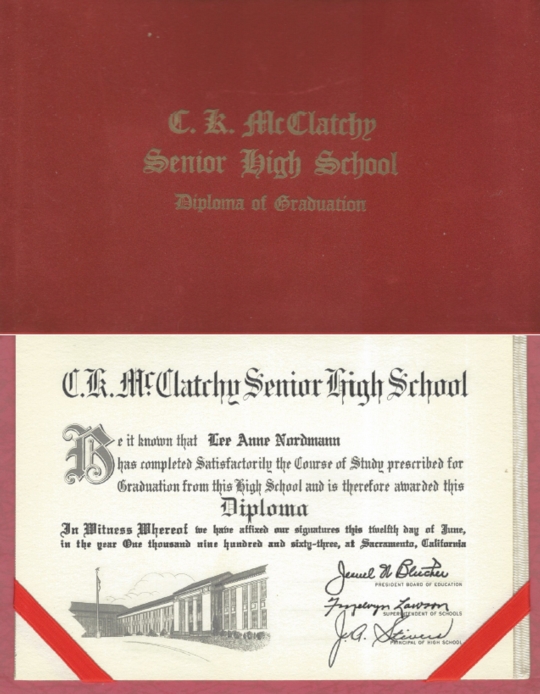 C. K. McClatchy
Senior High School
Diploma of Graduation
C.K. McClatchy Senior High School
Be it known that Lee Anne Nordmann
has completed Satisfactorily the Course of Study prescribed for
Graduation from this High School and is therefore awarded this
Diploma
In Witness Whereof we have affixed our signatures this twelfth day of June,
in the year One thousand nine hundred and sixty-three, at Sacramento, California
PRESIDENT BOARD OF EDUCATION
Lawson
SUPERINTENDENT OF SCHOOLS
J.A. Stivers
PRINCIPAL OF HIGH SCHOOL